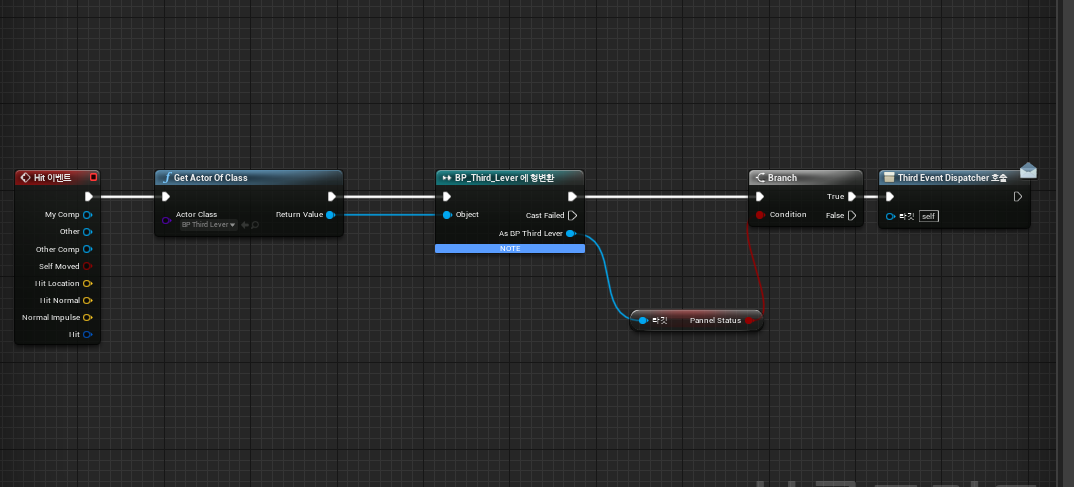 Hit 이벤트
My Comp
Other
Other Comp
Self Moved
Hit Location
Hit Normal
Normal Impulse
Hit
Get Actor Of Class
Actor Class
BP Third Lever
Return Value
BP_Third_Lever 에 형변환
Object
Cast Failed
As BP Third Lever
NOTE
타깃
Pannel Status
Branch
Condition
True
False
Third Event Dispatcher 호출
타깃
self